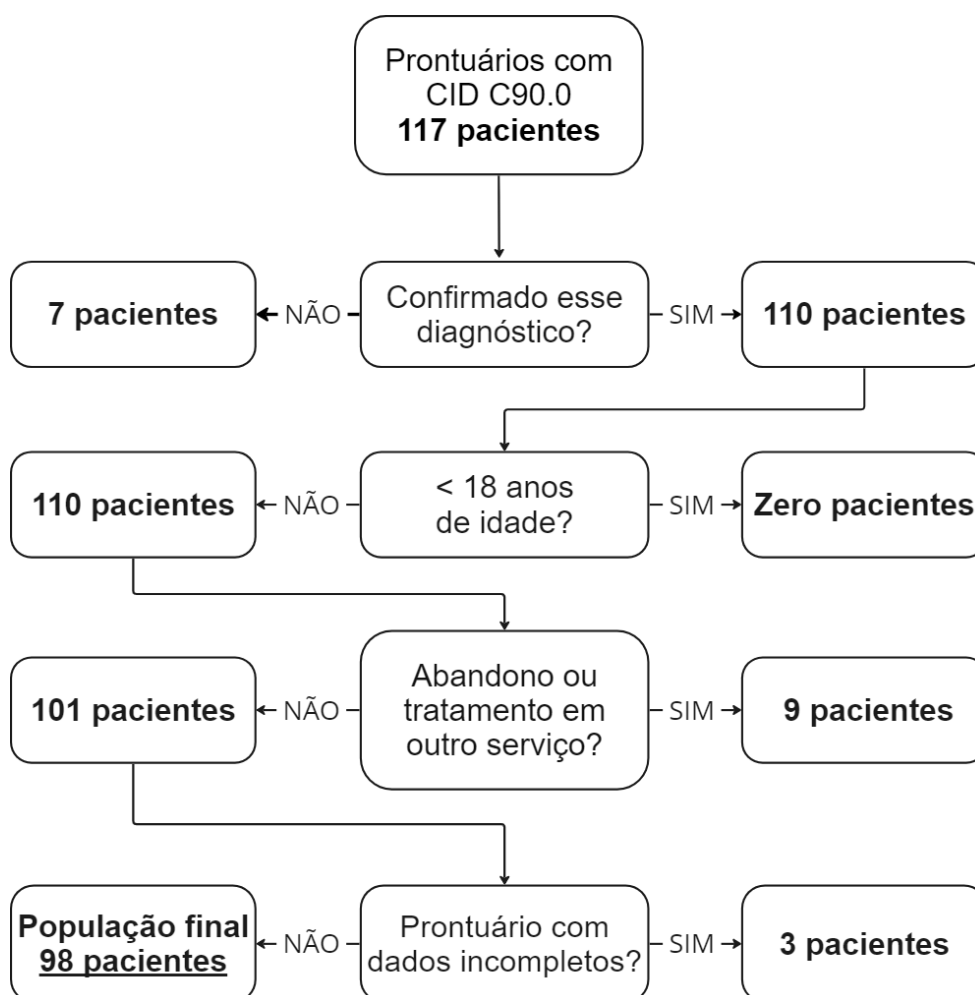 Prontuários com
CID C90.0
117 pacientes
7 pacientes
NÃO
Confirmado esse
diagnóstico?
SIM
110 pacientes
110 pacientes
NÃO
< 18 anos
de idade?
SIM
Zero pacientes
101 pacientes
NÃO
Abandono ou
tratamento em
outro serviço?
SIM
9 pacientes
População final
98 pacientes
NÃO
Prontuário com
dados incompletos?
SIM
3 pacientes